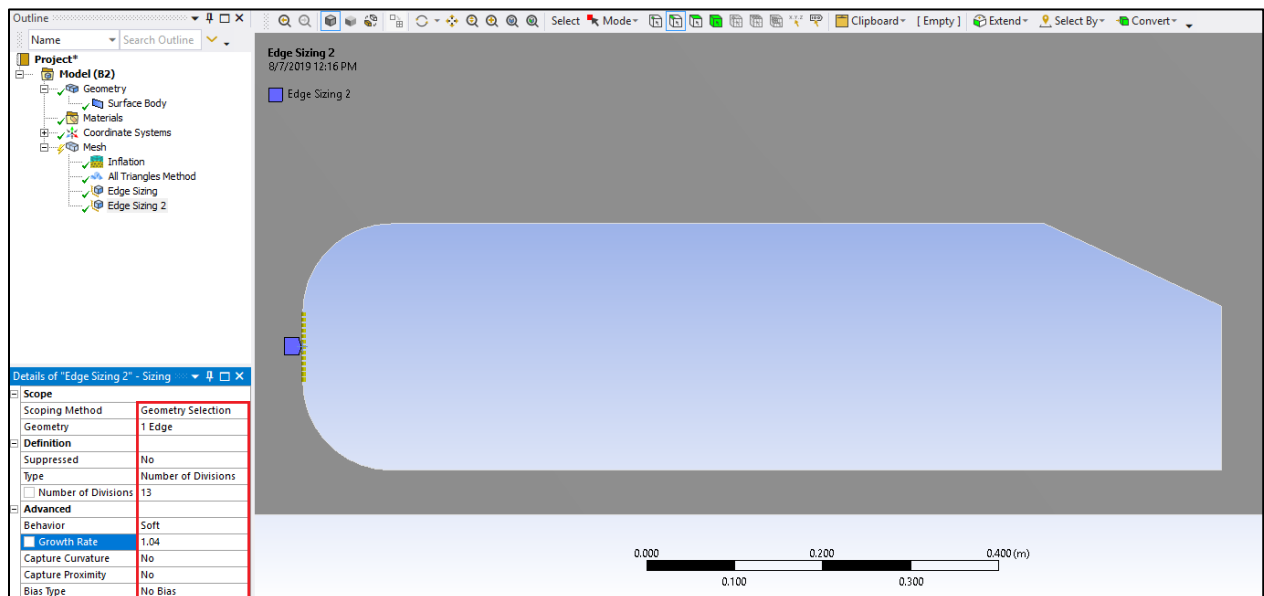 Outline
Name Search Outline
Project*
Model (B2)
Geometry
Surface Body
Materials
Coordinate Systems
Mesh
Inflation
All Triangles Method
Edge Sizing
Edge Sizing 2
Details of "Edge Sizing 2" - Sizing
Scope
Scoping Method Geometry Selection
Geometry 1 Edge
Definition
Suppressed No
Type Number of Divisions
Number of Divisions 13
Advanced
Behavior Soft
Growth Rate 1.04
Capture Curvature No
Capture Proximity No
Bias Type No Bias
Select Mode Clipboard [ Empty ] Extend Select By Convert
Edge Sizing 2
8/7/2019 12:16 PM
Edge Sizing 2
0.000 0.200 0.400 (m)
0.100 0.300